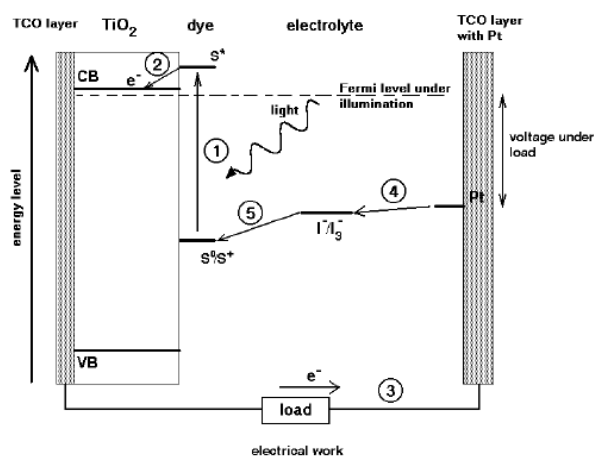 TCO layer
TiO2
dye
electrolyte
TCO layer
with Pt
S*
2
CB
e-
Fermi level under
illumination
light
1
voltage under
load
energy level
4
5
Pt
I-/I3-
S0/S+
VB
e-
3
load
electrical work